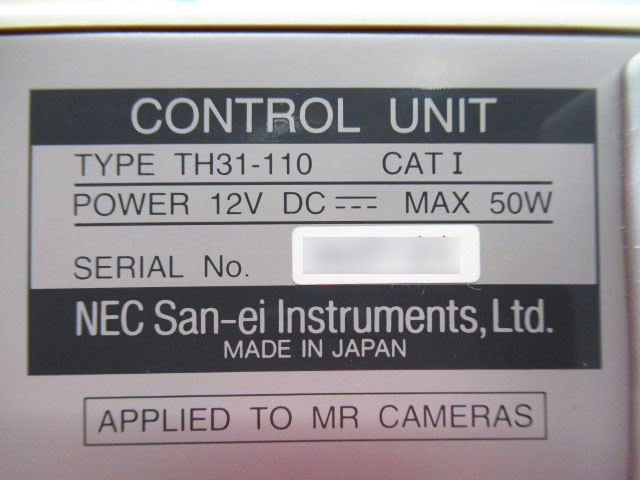 CONTROL UNIT
TYPE TH31-110 CAT I
POWER 12V DC MAX 50W
SERIAL No.
NEC San-ei Instruments, Ltd.
MADE IN JAPAN
APPLIED TO MR CAMERAS